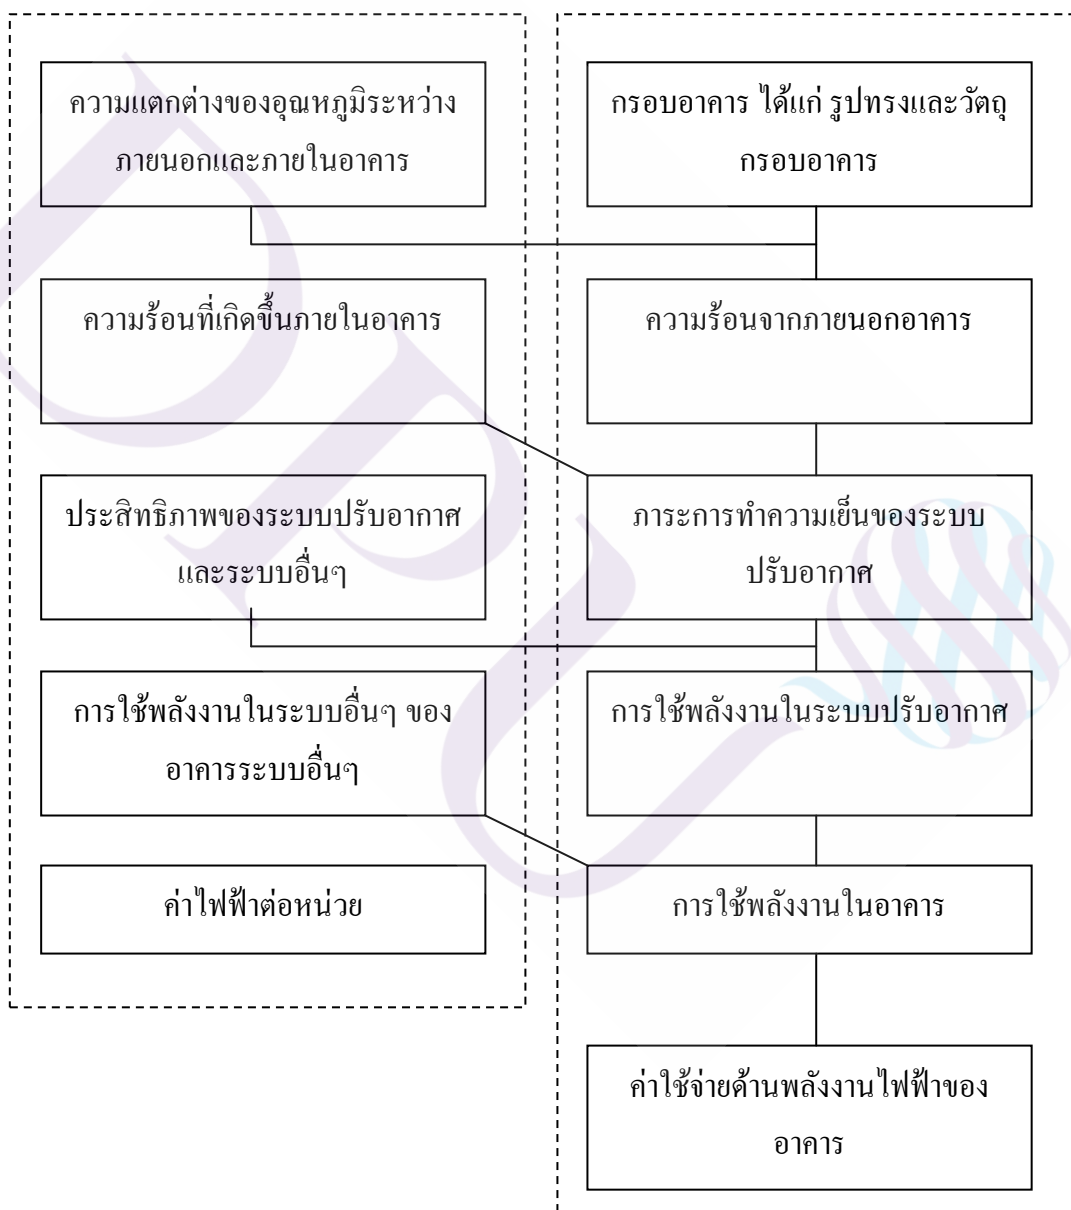 ความแตกต่างของอุณหภูมิระหว่าง
ภายนอกและภายในอาคาร
กรอบอาคาร ได้แก่ รูปทรงและวัตถุ
กรอบอาคาร
ความร้อนที่เกิดขึ้นภายในอาคาร
ความร้อนจากภายนอกอาคาร
ประสิทธิภาพของระบบปรับอากาศ
และระบบอื่นๆ
ภาระการทำความเย็นของระบบ
ปรับอากาศ
การใช้พลังงานในระบบอื่นๆ ของ
อาคารระบบอื่นๆ
การใช้พลังงานในระบบปรับอากาศ
ค่าไฟฟ้าต่อหน่วย
การใช้พลังงานในอาคาร
ค่าใช้จ่ายด้านพลังงานไฟฟ้าของ
อาคาร
DPU